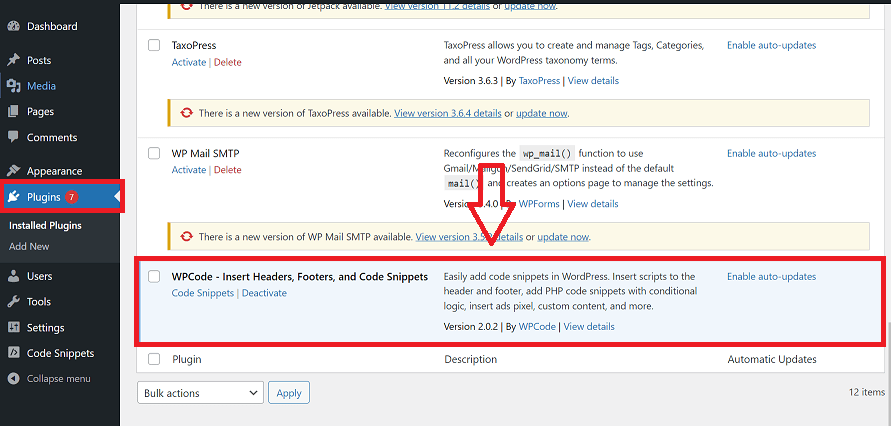 There is a new version of Jetpack available. View version 11.2 details or update now.
Dashboard
Posts
Media
Pages
Comments
Appearance
Plugins 7
Installed Plugins
Add New
Users
Tools
Settings
Code Snippets
Collapse menu
TaxoPress
Activate | Delete
TaxoPress allows you to create and manage Tags, Categories,
and all your WordPress taxonomy terms.
Version 3.6.3 | By TaxoPress | View details
Enable auto-updates
There is a new version of TaxoPress available. View version 3.6.4 details or update now.
WP Mail SMTP
Activate | Delete
Reconfigures the wp_mail() function to use
Gmail/Mailgun/SendGrid/SMTP instead of the default
mail() and creates an options page to manage the settings.
By WPForms | View details
Enable auto-updates
There is a new version of WP Mail SMTP available. View version details or update now.
WPCode - Insert Headers, Footers, and Code Snippets
Code Snippets | Deactivate
Easily add code snippets in WordPress. Insert scripts to the
header and footer, add PHP code snippets with conditional
logic, insert ads pixel, custom content, and more.
Version 2.0.2 | By WPCode | View details
Enable auto-updates
Plugin
Description
Automatic Updates
Bulk actions
Apply
12 items